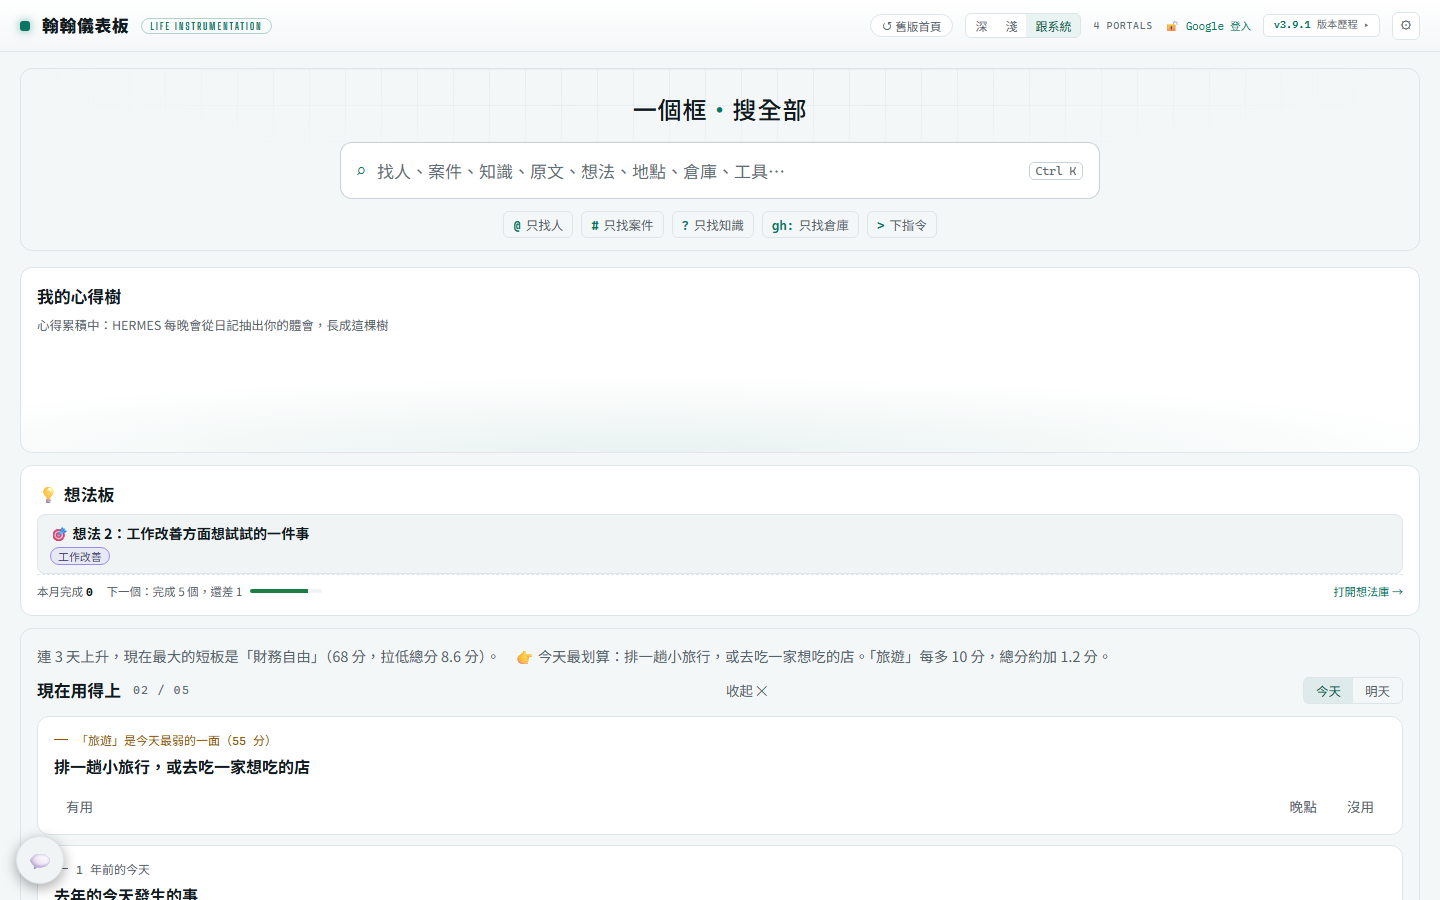 翰翰儀表板
LIFE INSTRUMENTATION
↺ 舊版首頁
深 淺 跟系統
4 PORTALS
🔓 Google 登入
v3.9.1 版本歷程 ▸
一個框・搜全部
找人、案件、知識、原文、想法、地點、倉庫、工具…
Ctrl K
@ 只找人
# 只找案件
? 只找知識
gh: 只找倉庫
> 下指令
我的心得樹
心得累積中：HERMES 每晚會從日記抽出你的體會，長成這棵樹
💡 想法板
🎯 想法 2：工作改善方面想試試的一件事
工作改善
本月完成 0 下一個：完成 5 個，還差 1
打開想法庫 →
連 3 天上升，現在最大的短板是「財務自由」（68 分，拉低總分 8.6 分）。 👉 今天最划算：排一趟小旅行，或去吃一家想吃的店。「旅遊」每多 10 分，總分約加 1.2 分。
現在用得上 02 / 05
收起 ✕
今天 明天
— 「旅遊」是今天最弱的一面（55 分）
排一趟小旅行，或去吃一家想吃的店
有用
晚點 沒用
— 1 年前的今天
去年的今天發生的事